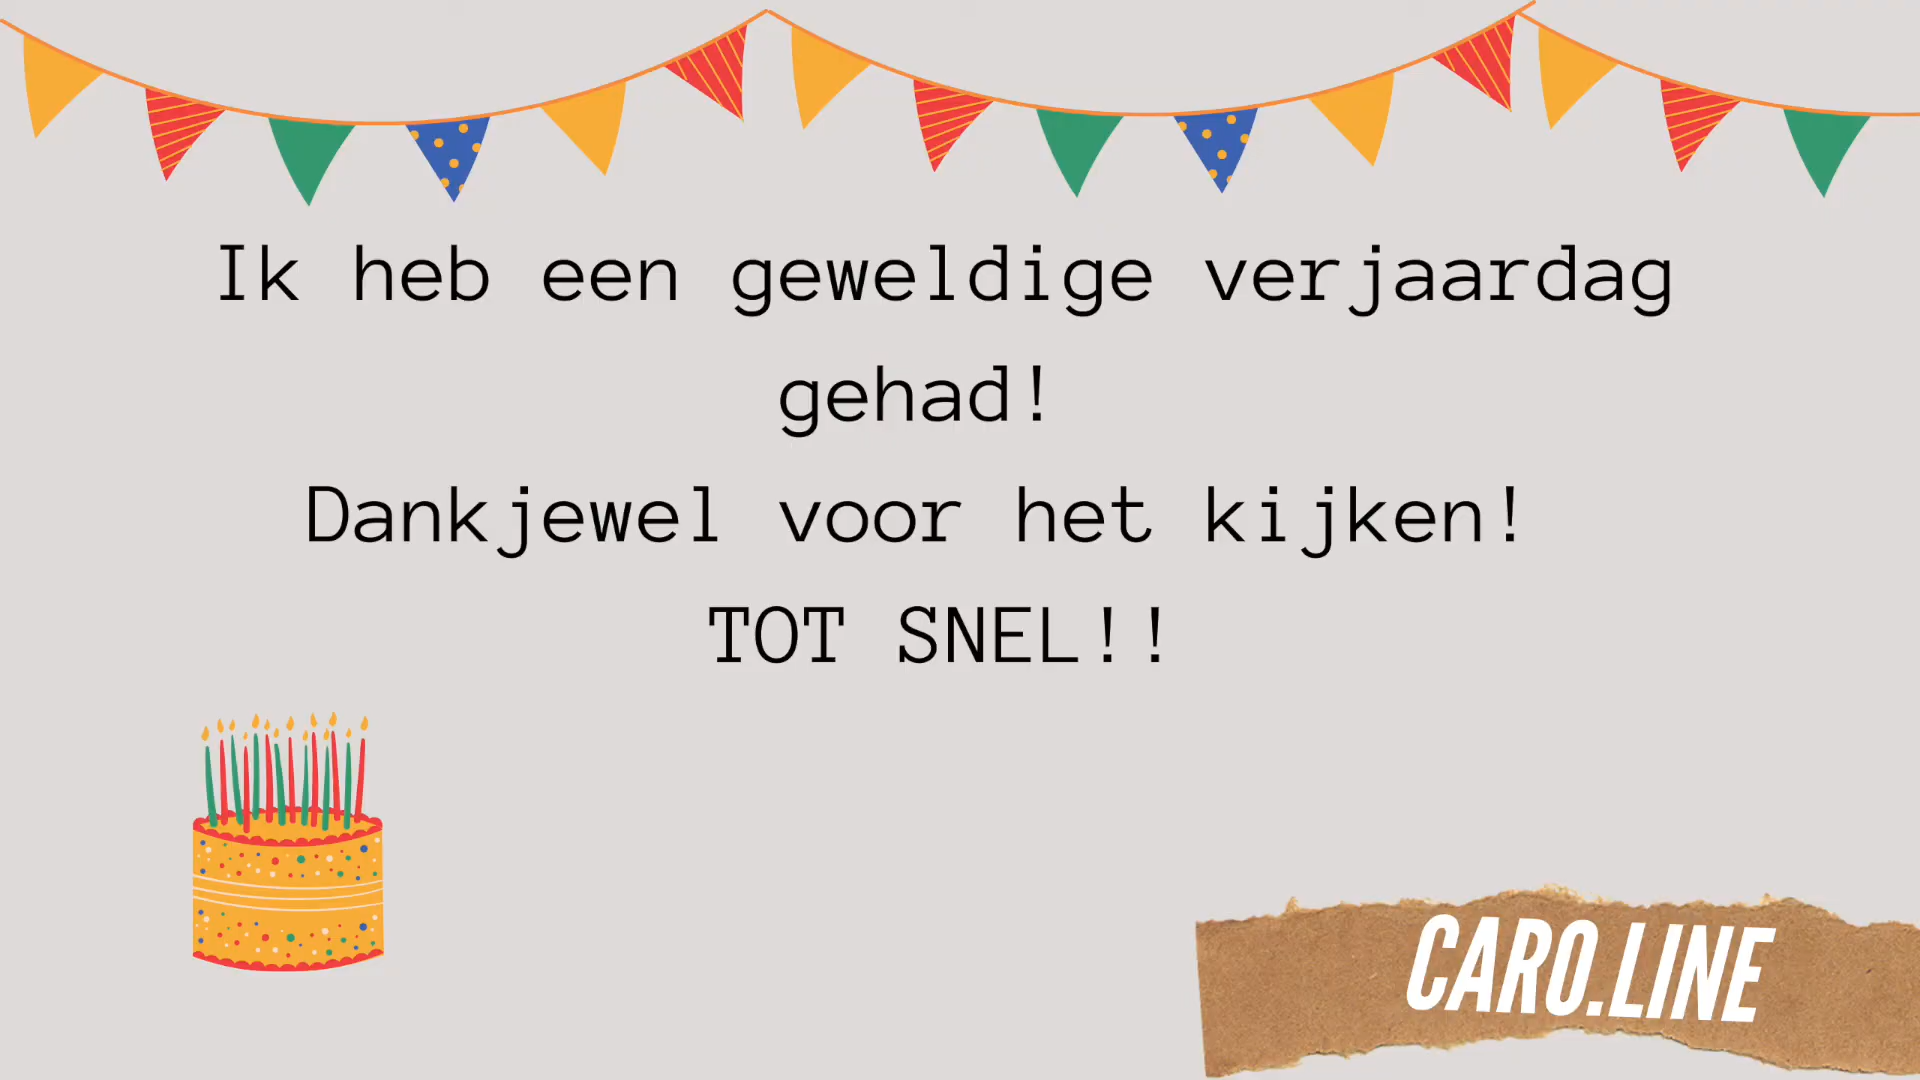 Ik heb een geweldige verjaardag
gehad!
Dankjewel voor het kijken!
TOT SNEL!!
CARO.LINE